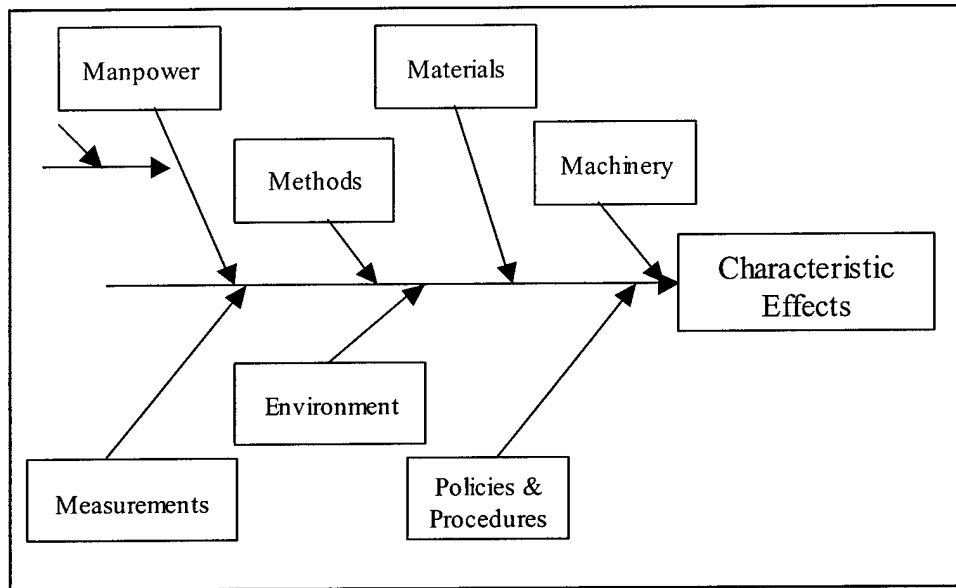 Manpower
Materials
Methods
Machinery
Characteristic
Effects
Environment
Measurements
Policies &
Procedures